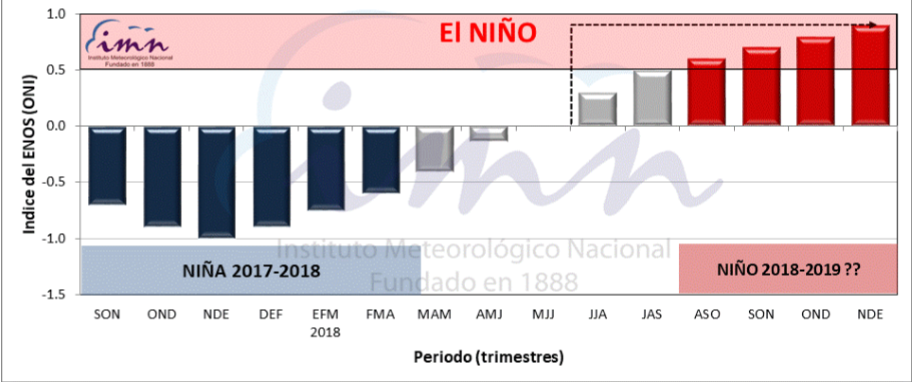 1.0
El NIÑO
imn
Instituto Meteorológico Nacional
Fundado en 1888
0.5
0.0
-0.5
-1.0
-1.5
Indice del ENOS (ONI)
imn
Instituto Meteorológico Nacional
Fundado en 1888
NIÑA 2017-2018
NIÑO 2018-2019 ??
SON OND NDE DEF EFM FMA MAM AMJ MJJ JJA JAS ASO SON OND NDE
2018
Periodo (trimestres)